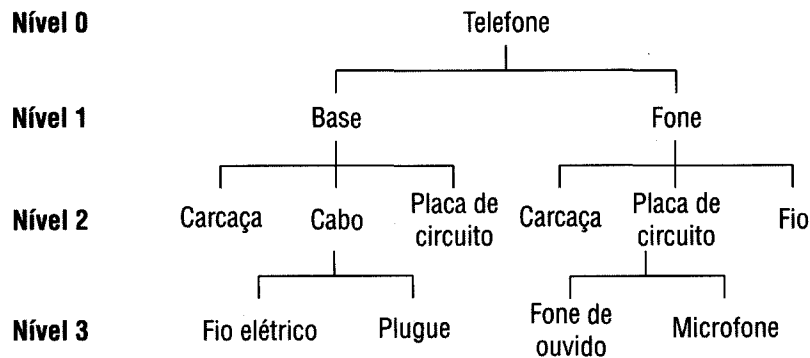 Nível 0 Telefone
Nível 1 Base Fone
Nível 2 Carcaça Cabo Placa de circuito Carcaça Placa de circuito Fio
Nível 3 Fio elétrico Plugue Fone de ouvido Microfone